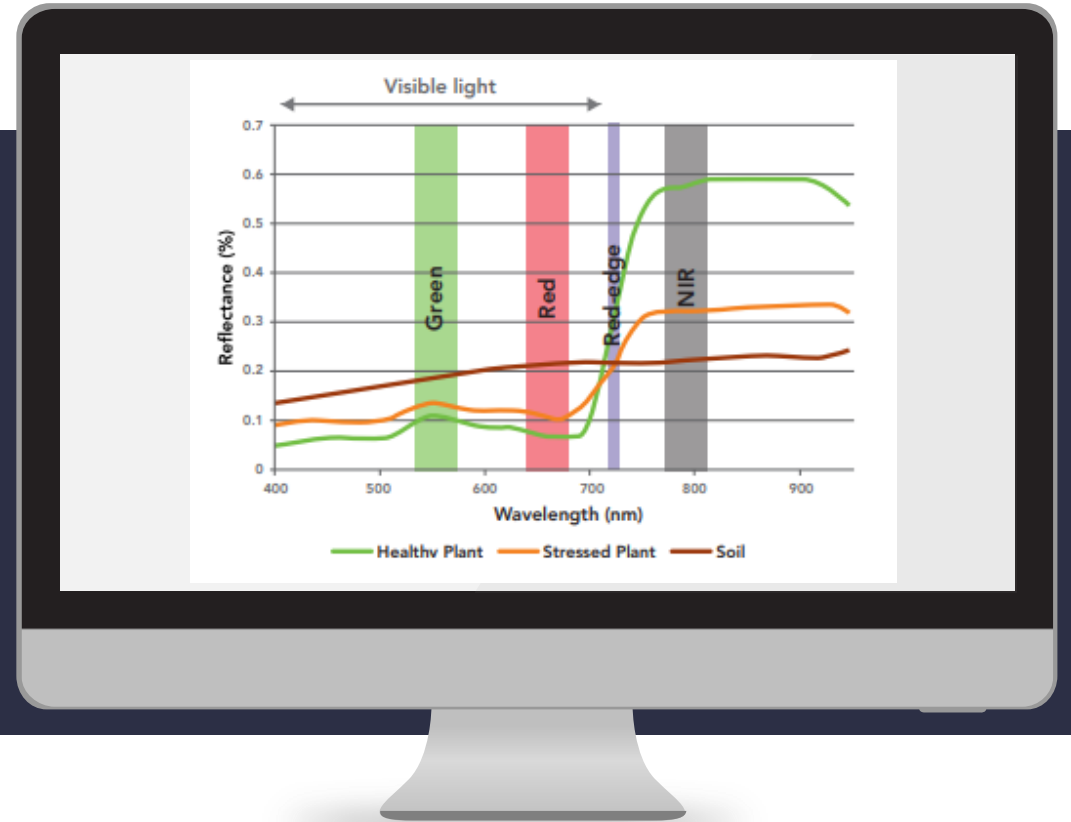 Visible light
0.7
0.6
0.5
0.4
0.3
0.2
0.1
0
Reflectance (%)
Green
Red
Red-edge
NIR
400 500 600 700 800 900
Wavelength (nm)
Healthv Plant Stressed Plant Soil